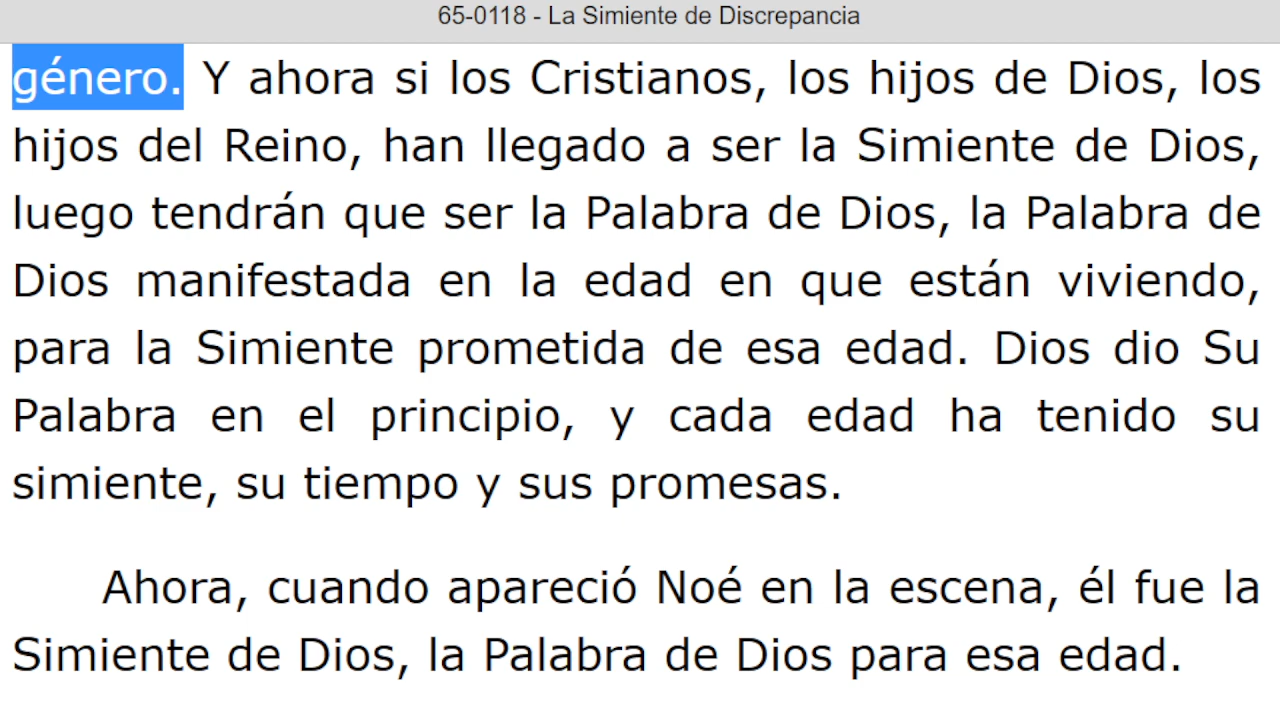 65-0118 - La Simiente de Discrepancia
género. Y ahora si los Cristianos, los hijos de Dios, los
hijos del Reino, han llegado a ser la Simiente de Dios,
luego tendrán que ser la Palabra de Dios, la Palabra de
Dios manifestada en la edad en que están viviendo,
para la Simiente prometida de esa edad. Dios dio Su
Palabra en el principio, y cada edad ha tenido su
simiente, su tiempo y sus promesas.
Ahora, cuando apareció Noé en la escena, él fue la
Simiente de Dios, la Palabra de Dios para esa edad.